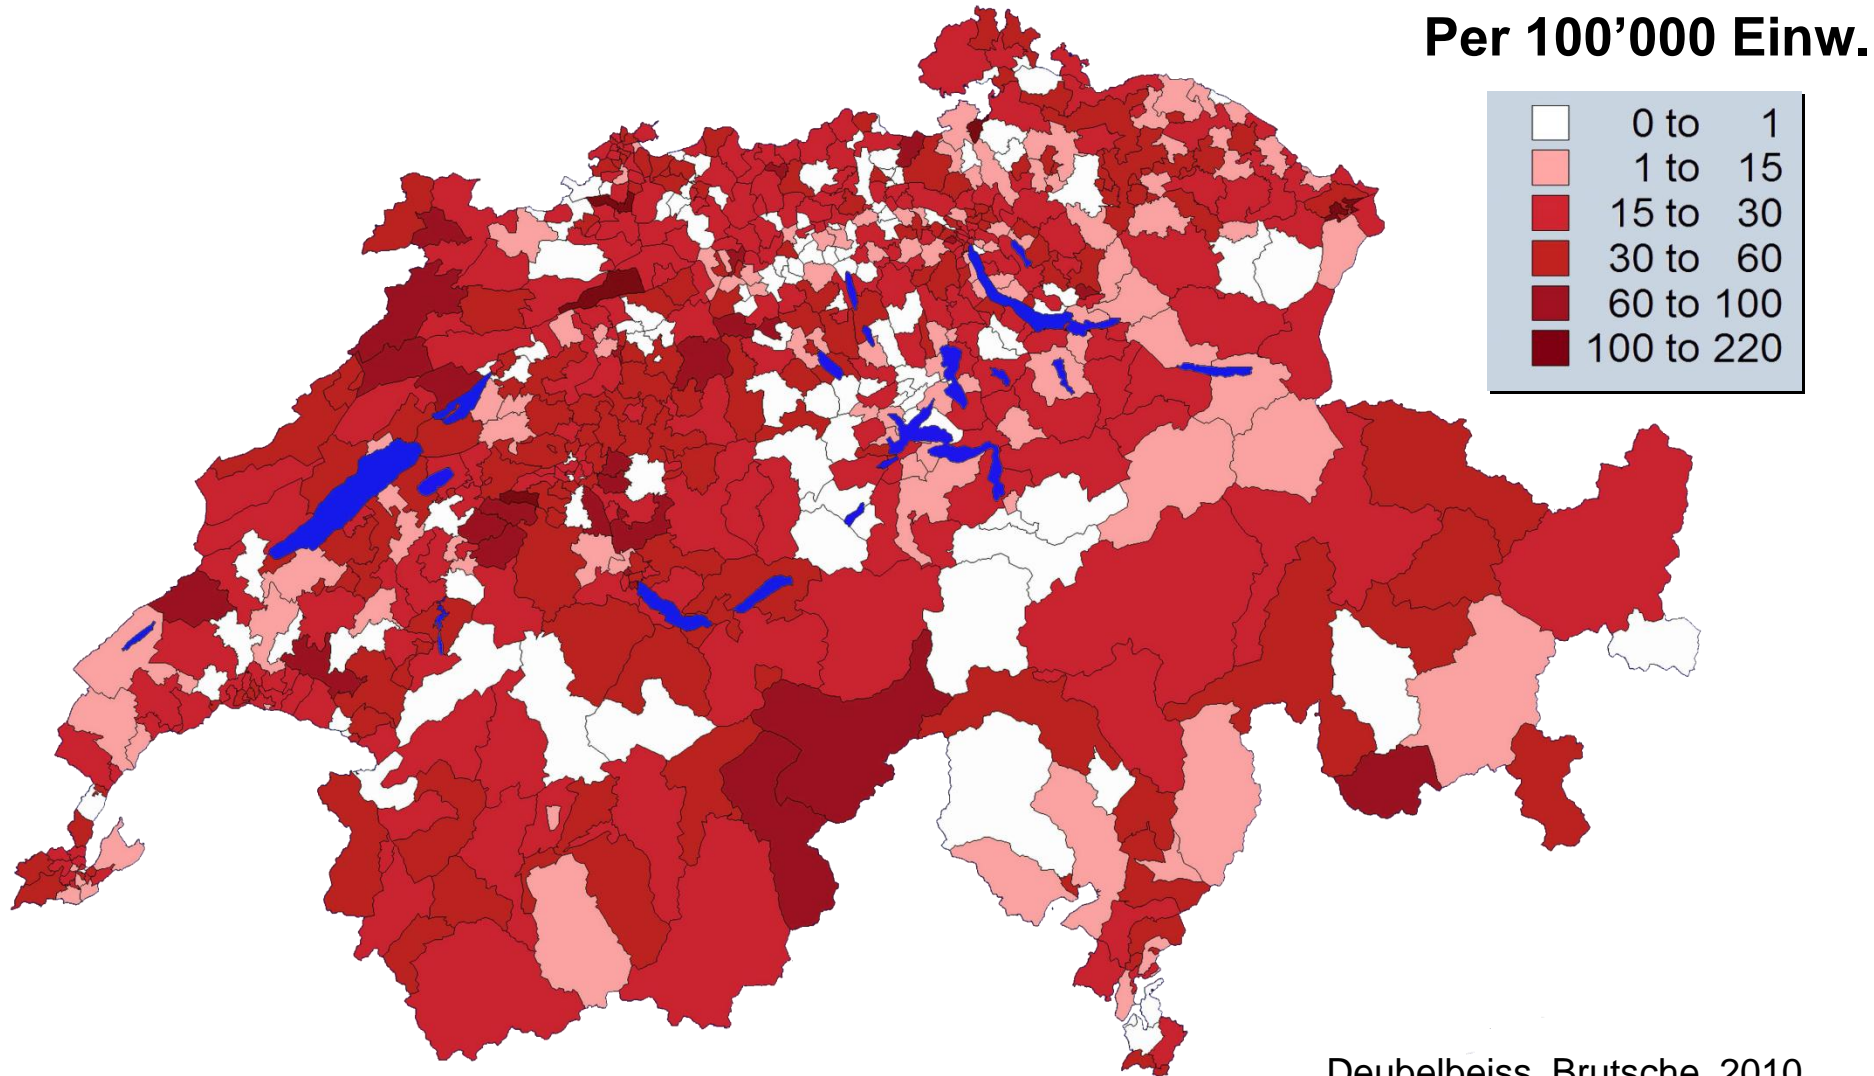 Per 100’000 Einw.
0 to 1
1 to 15
15 to 30
30 to 60
60 to 100
100 to 220
Deubelbeiss, Brutsche, 2010